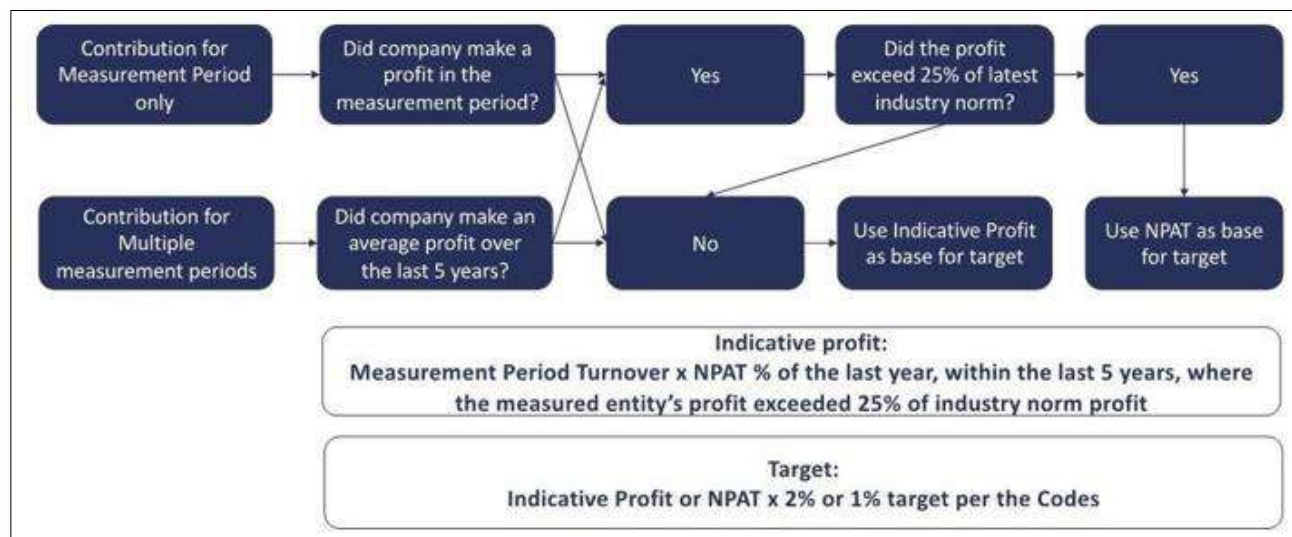 Contribution for
Measurement Period
only
Did company make a
profit in the
measurement period?
Yes
Did the profit
exceed 25% of latest
industry norm?
Yes
Contribution for
Multiple
measurement periods
Did company make an
average profit over
the last 5 years?
No
Use Indicative Profit
as base for target
Use NPAT as base
for target
Indicative profit:
Measurement Period Turnover x NPAT % of the last year, within the last 5 years, where
the measured entity's profit exceeded 25% of industry norm profit
Target:
Indicative Profit or NPAT x 2% or 1% target per the Codes